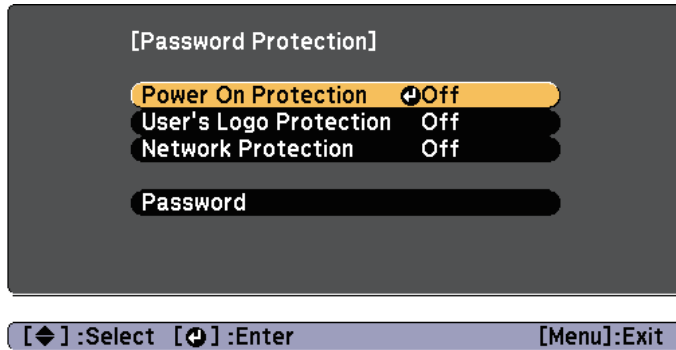 [Password Protection]
Power On Protection Off
User's Logo Protection Off
Network Protection Off
Password
[◆]:Select [↵]:Enter [Menu]:Exit